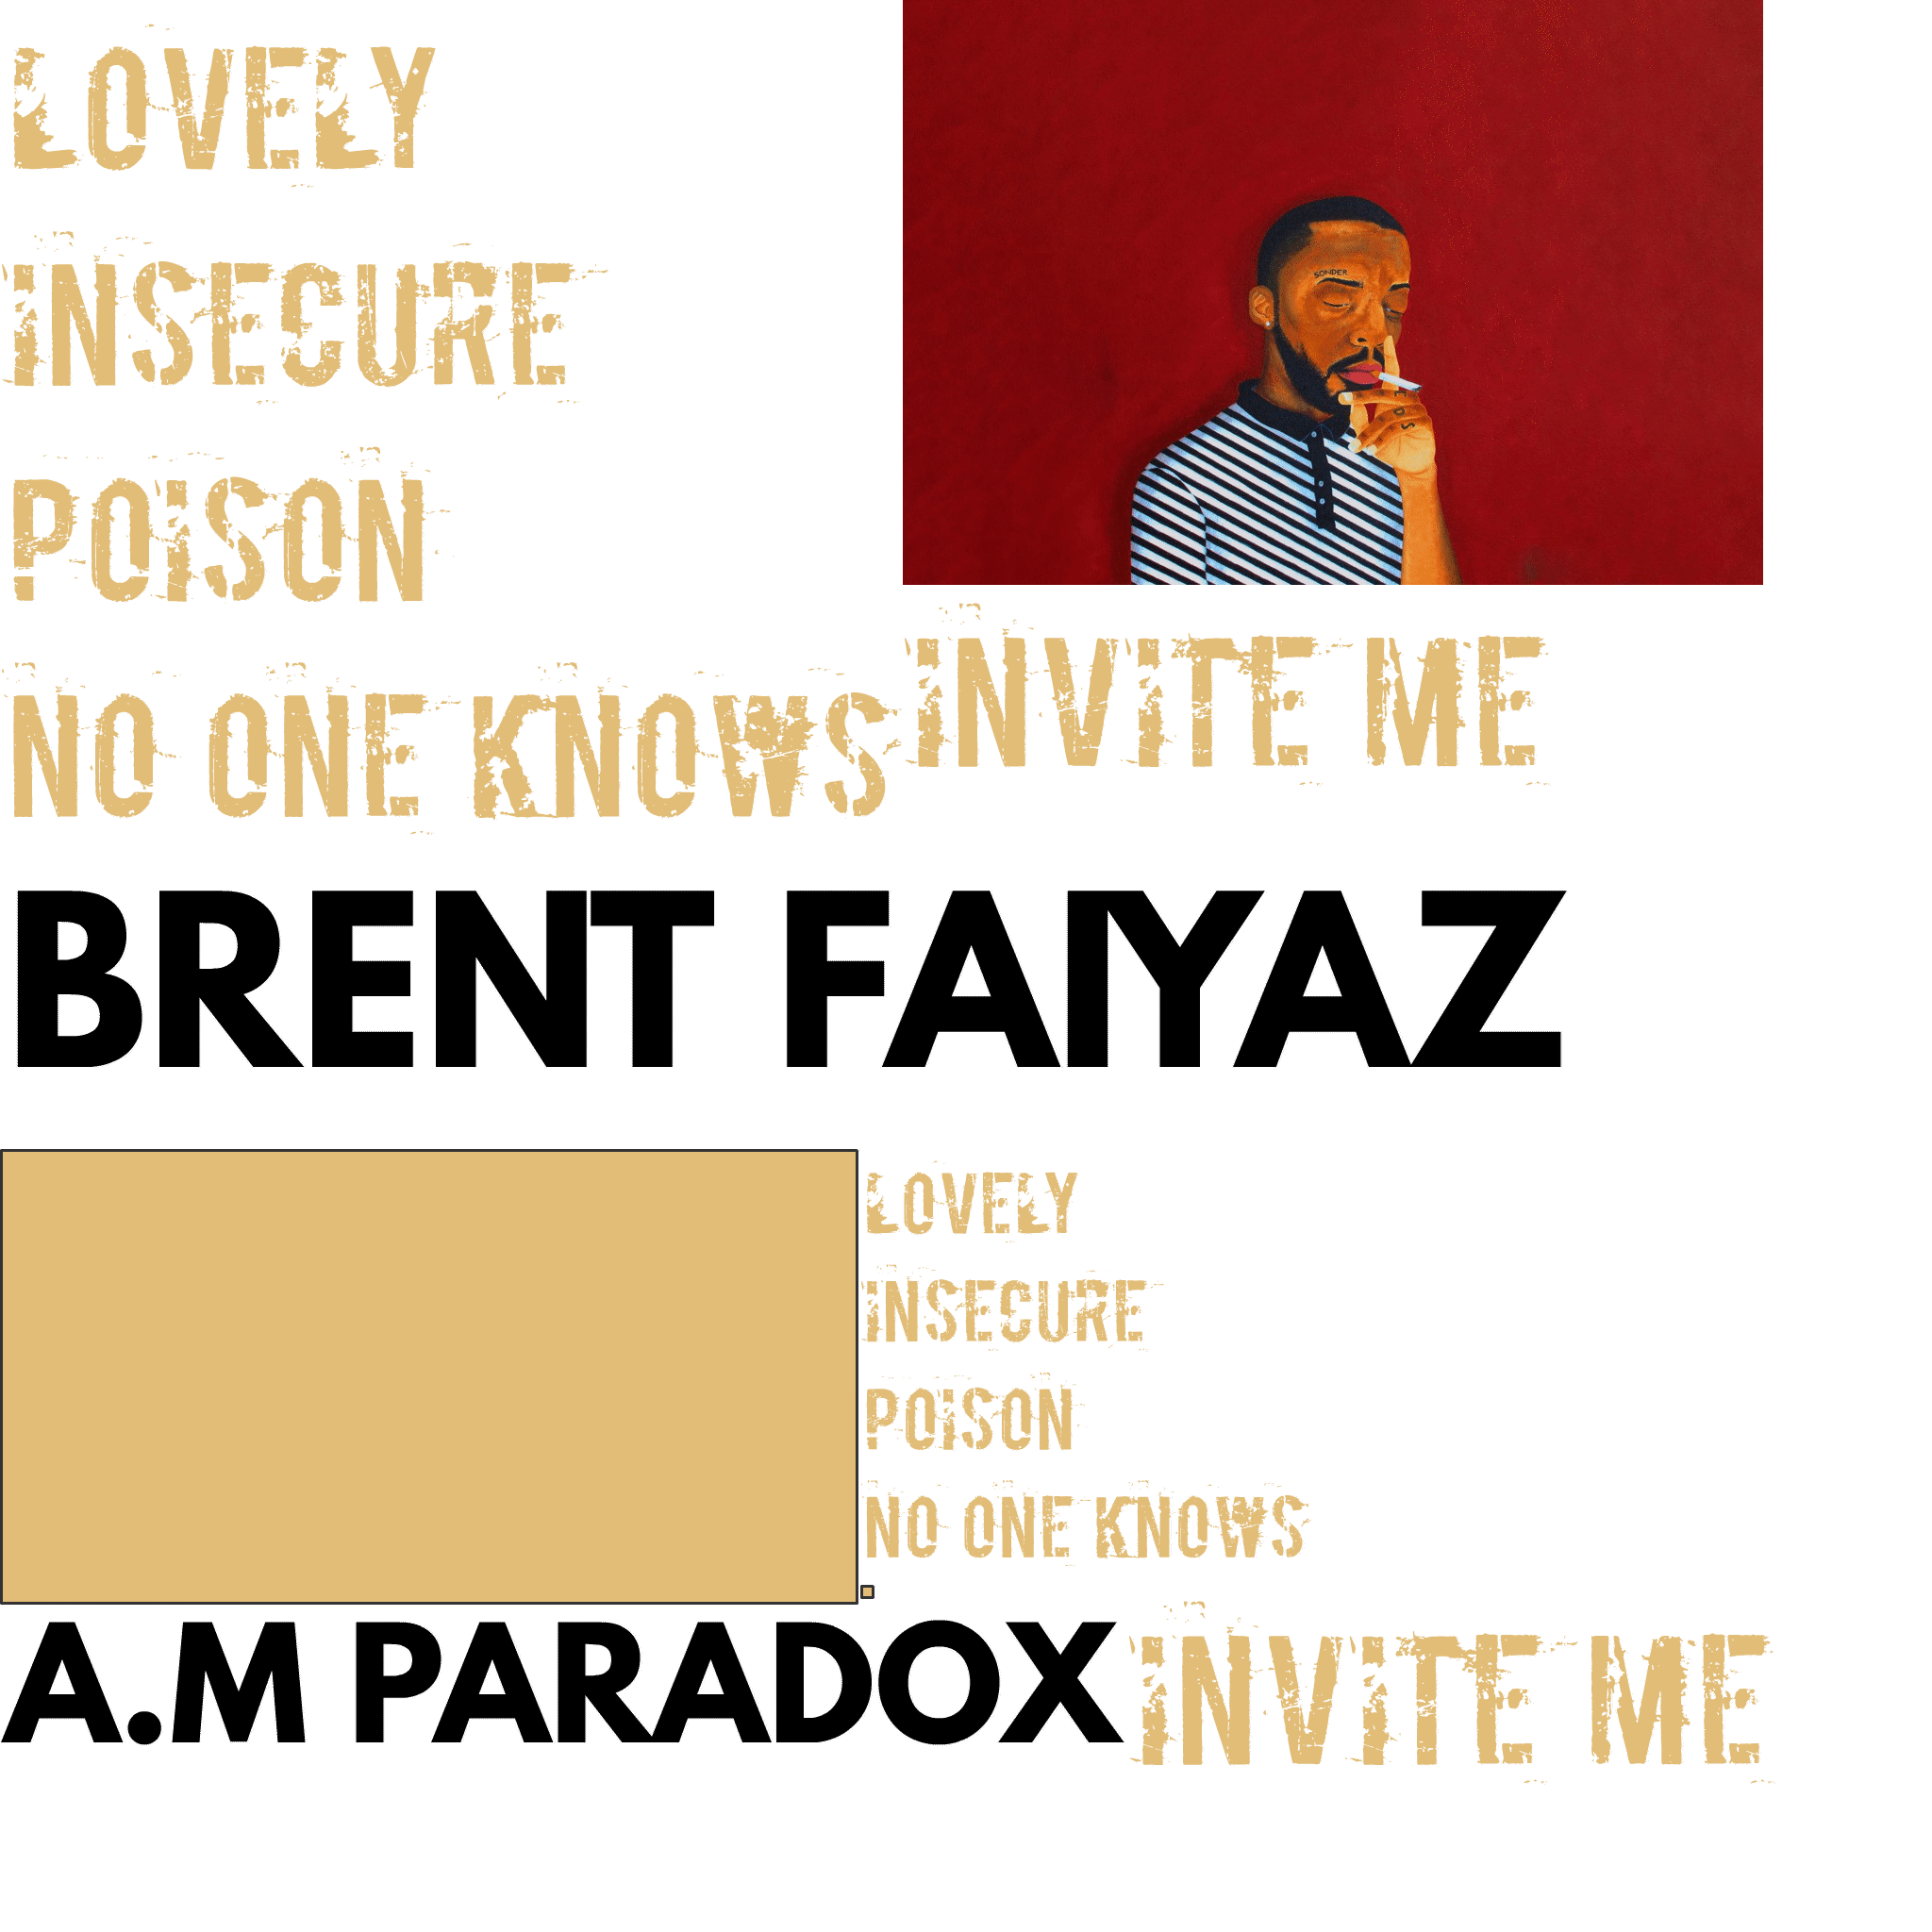 LOVELY
INSECURE
POISON
NO ONE KNOWS
SONDER
INVITE ME
BRENT FAIYAZ
LOVELY
INSECURE
POISON
NO ONE KNOWS
A.M PARADOX
INVITE ME